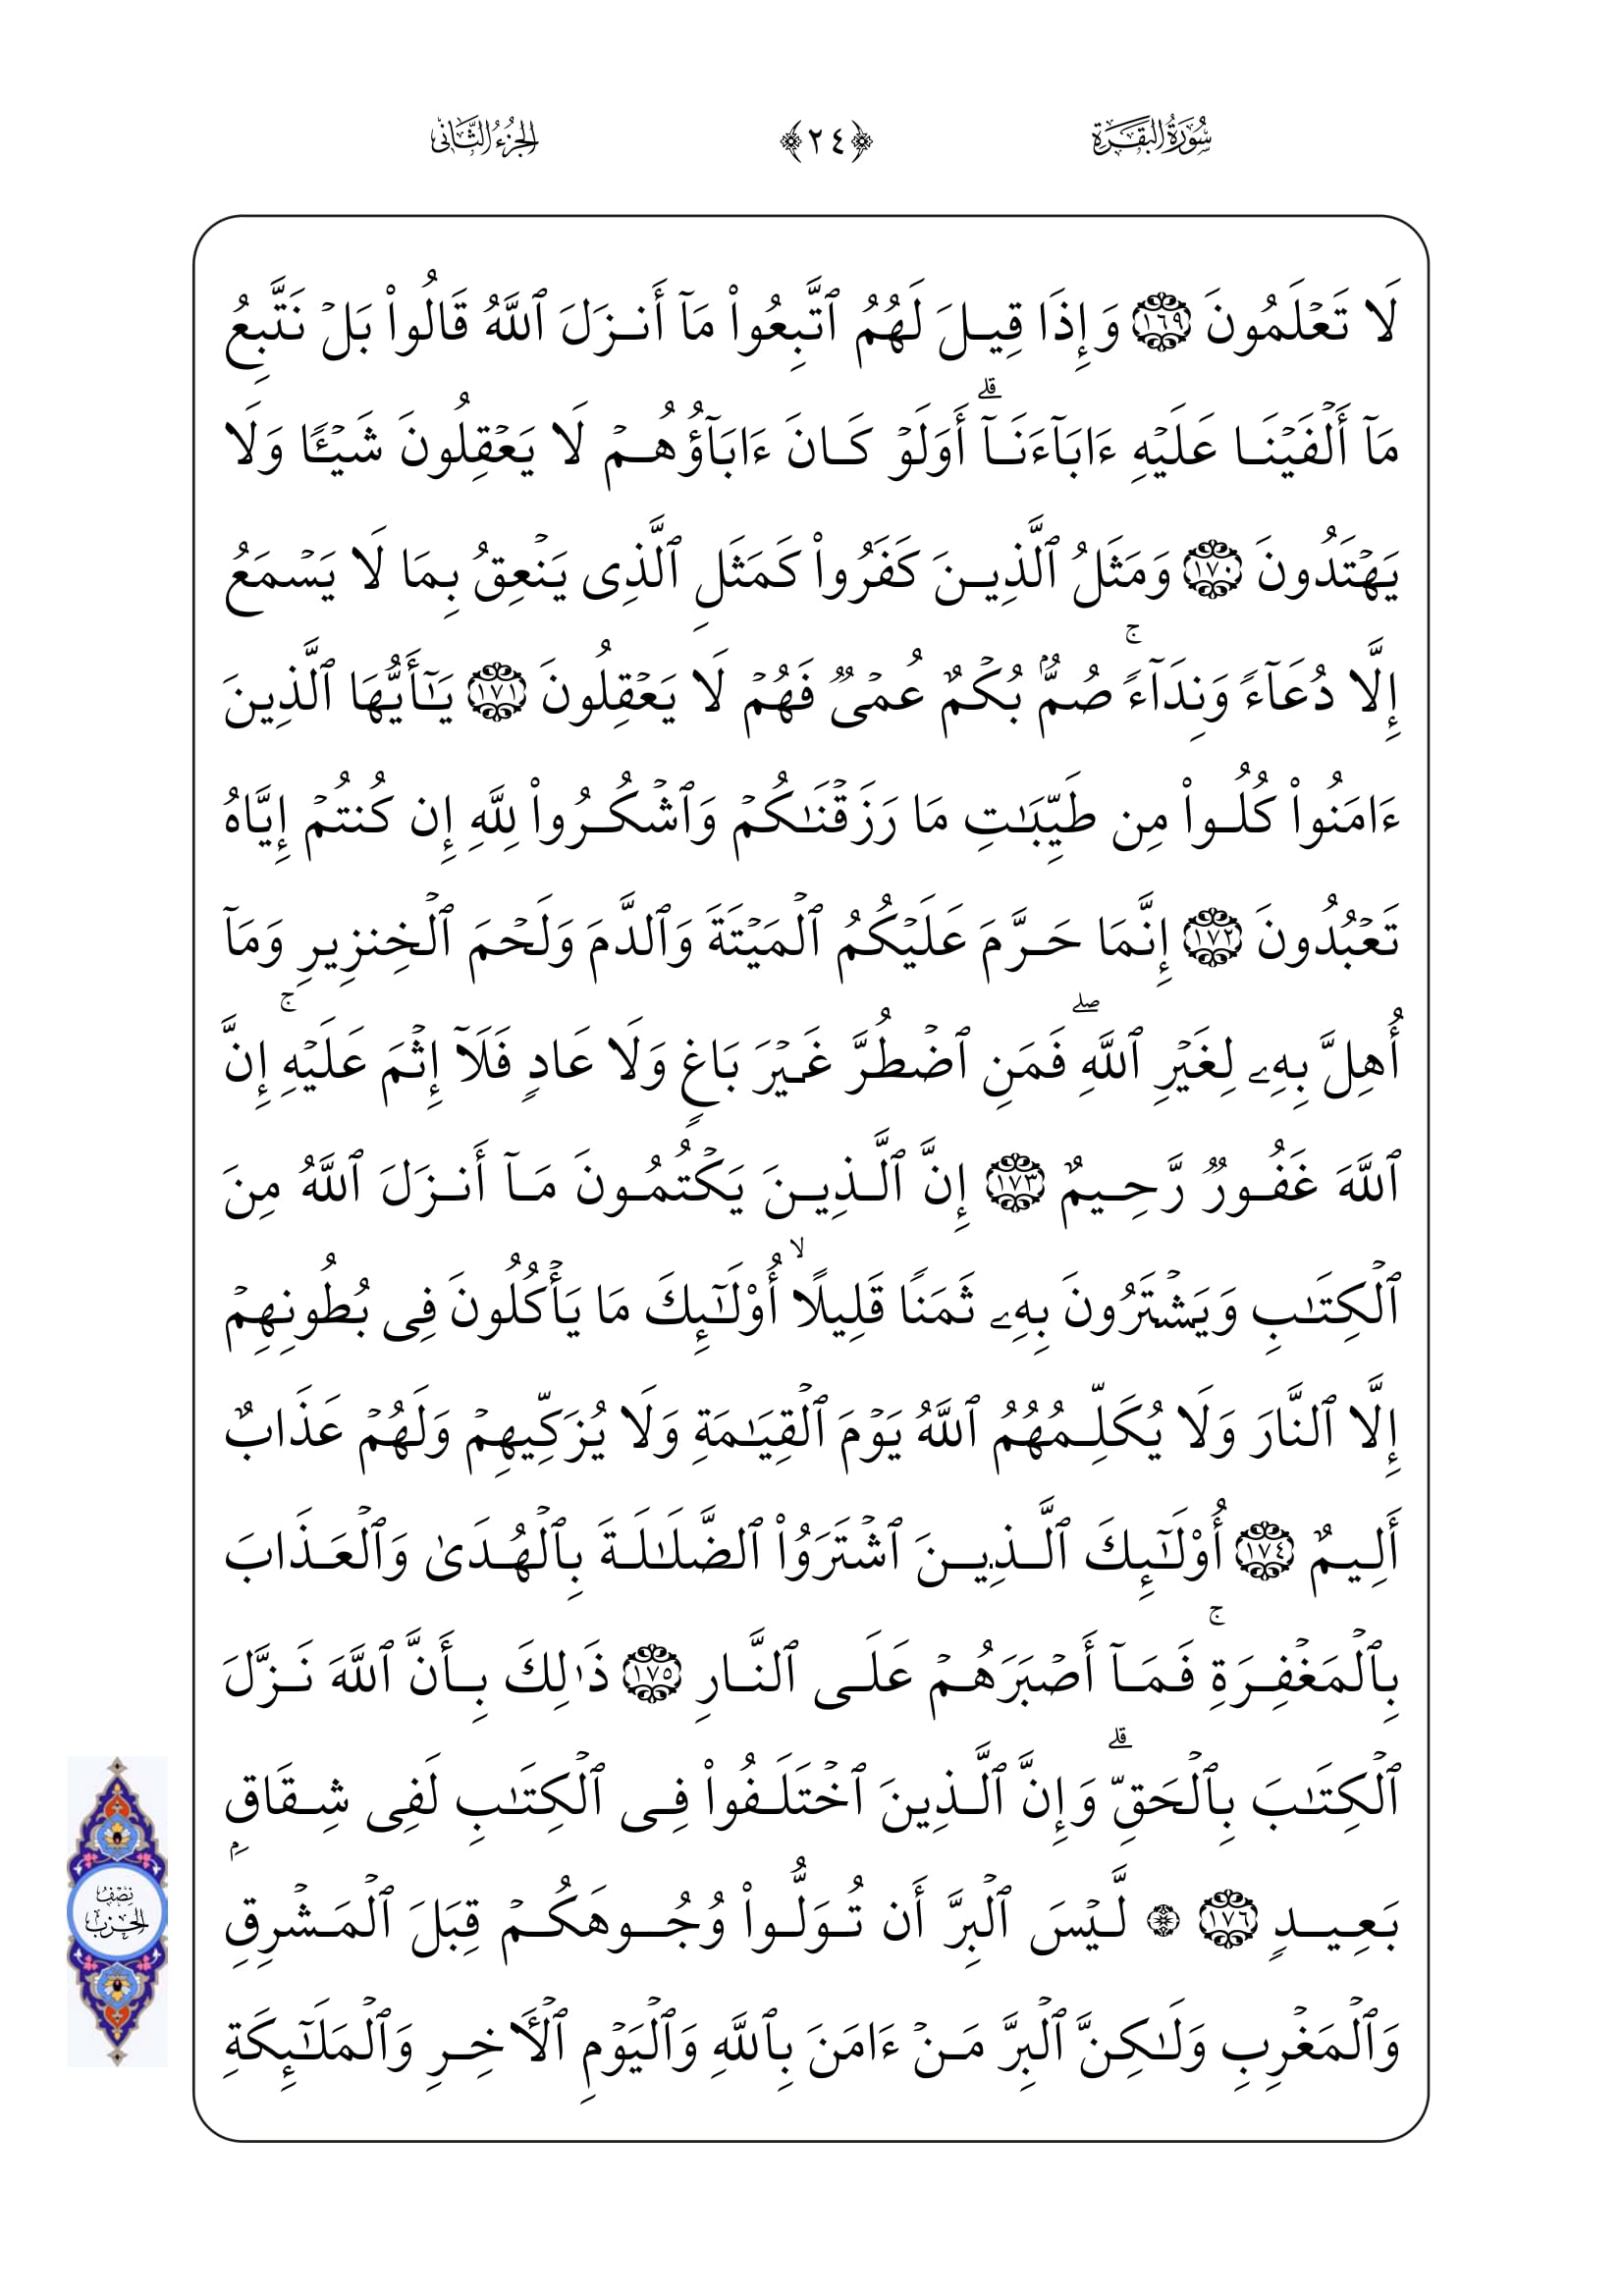 سُورَةُ البَقَرَةِ
﴿٢٤﴾
الجُزْءُ الثَّانِى
لَا تَعۡلَمُونَ ١٦٩ وَإِذَا قِيلَ لَهُمُ ٱتَّبِعُواْ مَآ أَنزَلَ ٱللَّهُ قَالُواْ بَلۡ نَتَّبِعُ
مَآ أَلۡفَيۡنَا عَلَيۡهِ ءَابَآءَنَآۗ أَوَلَوۡ كَانَ ءَابَآؤُهُمۡ لَا يَعۡقِلُونَ شَيۡـًٔا وَلَا
يَهۡتَدُونَ ١٧٠ وَمَثَلُ ٱلَّذِينَ كَفَرُواْ كَمَثَلِ ٱلَّذِى يَنۡعِقُ بِمَا لَا يَسۡمَعُ
إِلَّا دُعَآءً وَنِدَآءًۚ صُمُّۢ بُكۡمٌ عُمۡىٌ فَهُمۡ لَا يَعۡقِلُونَ ١٧١ يَـٰٓأَيُّهَا ٱلَّذِينَ
ءَامَنُواْ كُلُواْ مِن طَيِّبَـٰتِ مَا رَزَقۡنَـٰكُمۡ وَٱشۡكُرُواْ لِلَّهِ إِن كُنتُمۡ إِيَّاهُ
تَعۡبُدُونَ ١٧٢ إِنَّمَا حَرَّمَ عَلَيۡكُمُ ٱلۡمَيۡتَةَ وَٱلدَّمَ وَلَحۡمَ ٱلۡخِنزِيرِ وَمَآ
أُهِلَّ بِهِۦ لِغَيۡرِ ٱللَّهِۖ فَمَنِ ٱضۡطُرَّ غَيۡرَ بَاغٍ وَلَا عَادٍ فَلَآ إِثۡمَ عَلَيۡهِۚ إِنَّ
ٱللَّهَ غَفُورٌ رَّحِيمٌ ١٧٣ إِنَّ ٱلَّذِينَ يَكۡتُمُونَ مَآ أَنزَلَ ٱللَّهُ مِنَ
ٱلۡكِتَـٰبِ وَيَشۡتَرُونَ بِهِۦ ثَمَنًا قَلِيلًاۙ أُوْلَـٰٓئِكَ مَا يَأۡكُلُونَ فِى بُطُونِهِمۡ
إِلَّا ٱلنَّارَ وَلَا يُكَلِّمُهُمُ ٱللَّهُ يَوۡمَ ٱلۡقِيَـٰمَةِ وَلَا يُزَكِّيهِمۡ وَلَهُمۡ عَذَابٌ
أَلِيمٌ ١٧٤ أُوْلَـٰٓئِكَ ٱلَّذِينَ ٱشۡتَرَوُاْ ٱلضَّلَـٰلَةَ بِٱلۡهُدَىٰ وَٱلۡعَذَابَ
بِٱلۡمَغۡفِرَةِۚ فَمَآ أَصۡبَرَهُمۡ عَلَى ٱلنَّارِ ١٧٥ ذَٰلِكَ بِأَنَّ ٱللَّهَ نَزَّلَ
ٱلۡكِتَـٰبَ بِٱلۡحَقِّۗ وَإِنَّ ٱلَّذِينَ ٱخۡتَلَفُواْ فِى ٱلۡكِتَـٰبِ لَفِى شِقَاقِۭ
بَعِيدٍ ١٧٦ ۞ لَّيۡسَ ٱلۡبِرَّ أَن تُوَلُّواْ وُجُوهَكُمۡ قِبَلَ ٱلۡمَشۡرِقِ
وَٱلۡمَغۡرِبِ وَلَـٰكِنَّ ٱلۡبِرَّ مَنۡ ءَامَنَ بِٱللَّهِ وَٱلۡيَوۡمِ ٱلۡأٓخِرِ وَٱلۡمَلَـٰٓئِكَةِ
نِصۡفُ
الحِزۡب